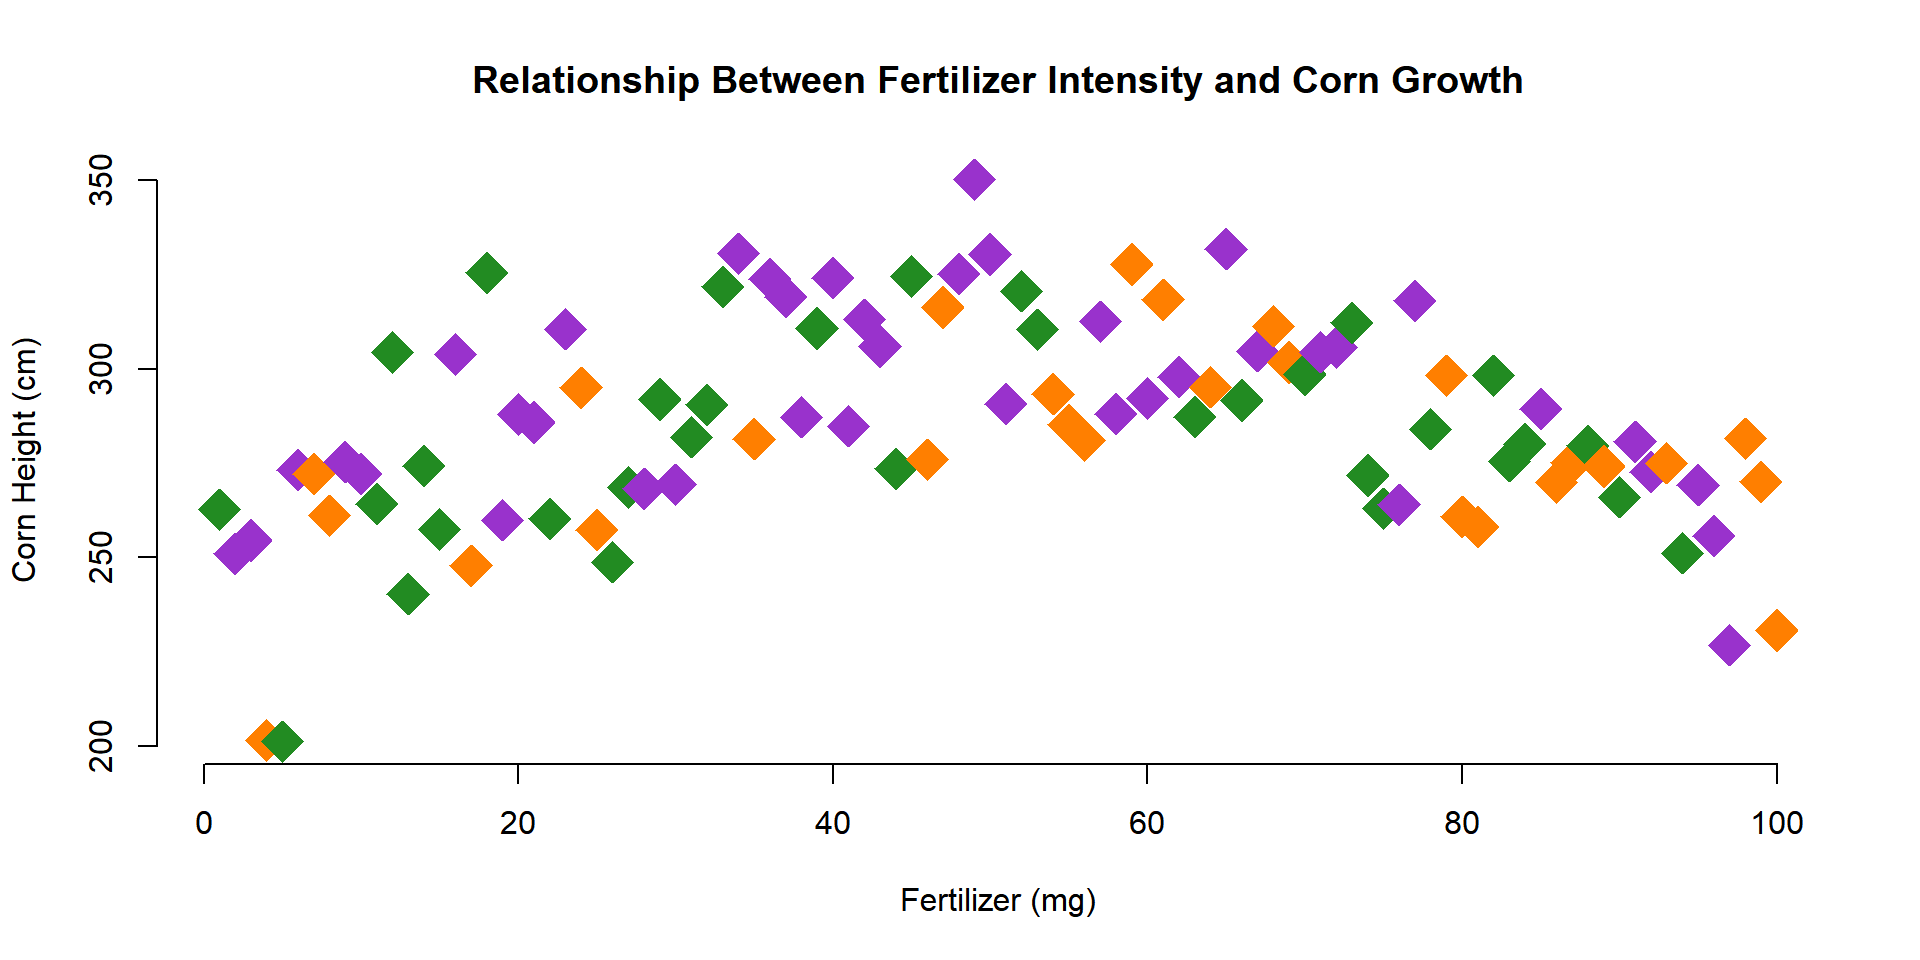 Relationship Between Fertilizer Intensity and Corn Growth
Corn Height (cm)
350
300
250
200
0 20 40 60 80 100
Fertilizer (mg)